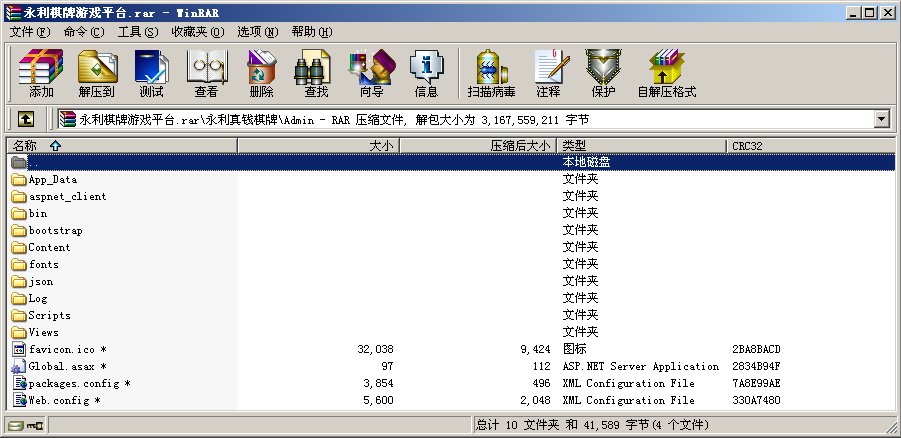 永利棋牌游戏平台.rar - WinRAR
文件(F) 命令(C) 工具(S) 收藏夹(O) 选项(N) 帮助(H)
添加 解压到 测试 查看 删除 查找 向导 信息 扫描病毒 注释 保护 自解压格式
永利棋牌游戏平台.rar\永利真钱棋牌\Admin - RAR 压缩文件, 解包大小为 3,167,559,211 字节
名称 大小 压缩后大小 类型 CRC32
.. 本地磁盘
App_Data 文件夹
aspnet_client 文件夹
bin 文件夹
bootstrap 文件夹
Content 文件夹
fonts 文件夹
json 文件夹
Log 文件夹
Scripts 文件夹
Views 文件夹
favicon.ico * 32,038 9,424 图标 2BA8BACD
Global.asax * 97 112 ASP.NET Server Application 2834B94F
packages.config * 3,854 496 XML Configuration File 7A8E99AE
Web.config * 5,600 2,048 XML Configuration File 330A7480
总计 10 文件夹 和 41,589 字节(4 个文件)